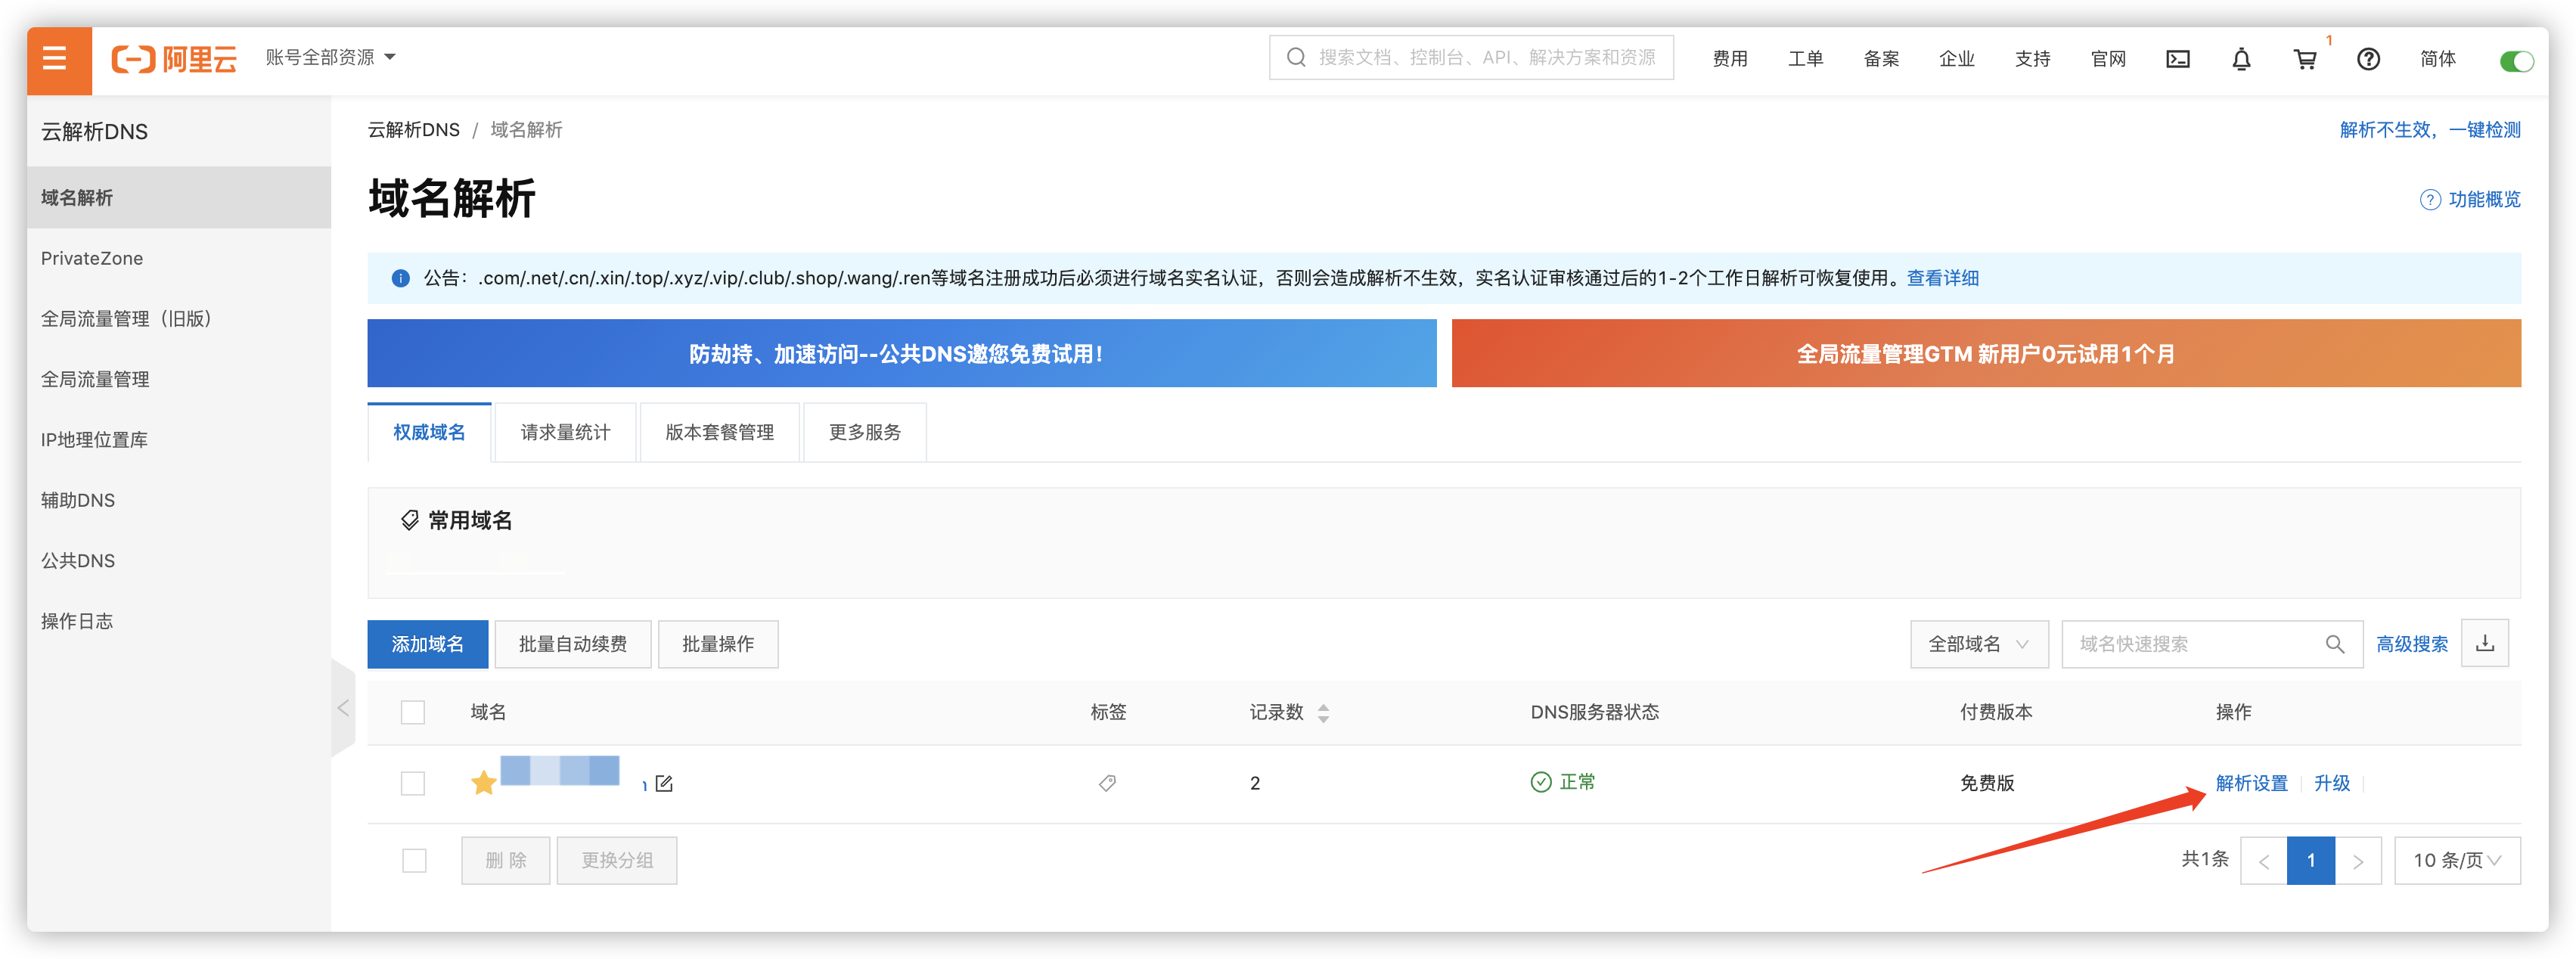 阿里云 账号全部资源 搜索文档、控制台、API、解决方案和资源 费用 工单 备案 企业 支持 官网 1 简体
云解析DNS
域名解析
PrivateZone
全局流量管理（旧版）
全局流量管理
IP地理位置库
辅助DNS
公共DNS
操作日志
云解析DNS / 域名解析 解析不生效，一键检测
域名解析 功能概览
公告：.com/.net/.cn/.xin/.top/.xyz/.vip/.club/.shop/.wang/.ren等域名注册成功后必须进行域名实名认证，否则会造成解析不生效，实名认证审核通过后的1-2个工作日解析可恢复使用。查看详细
防劫持、加速访问--公共DNS邀您免费试用！ 全局流量管理GTM 新用户0元试用1个月
权威域名 请求量统计 版本套餐管理 更多服务
常用域名
添加域名 批量自动续费 批量操作 全部域名 域名快速搜索 高级搜索
域名 标签 记录数 DNS服务器状态 付费版本 操作
2 正常 免费版 解析设置 升级
删 除 更换分组 共1条 < 1 > 10 条/页